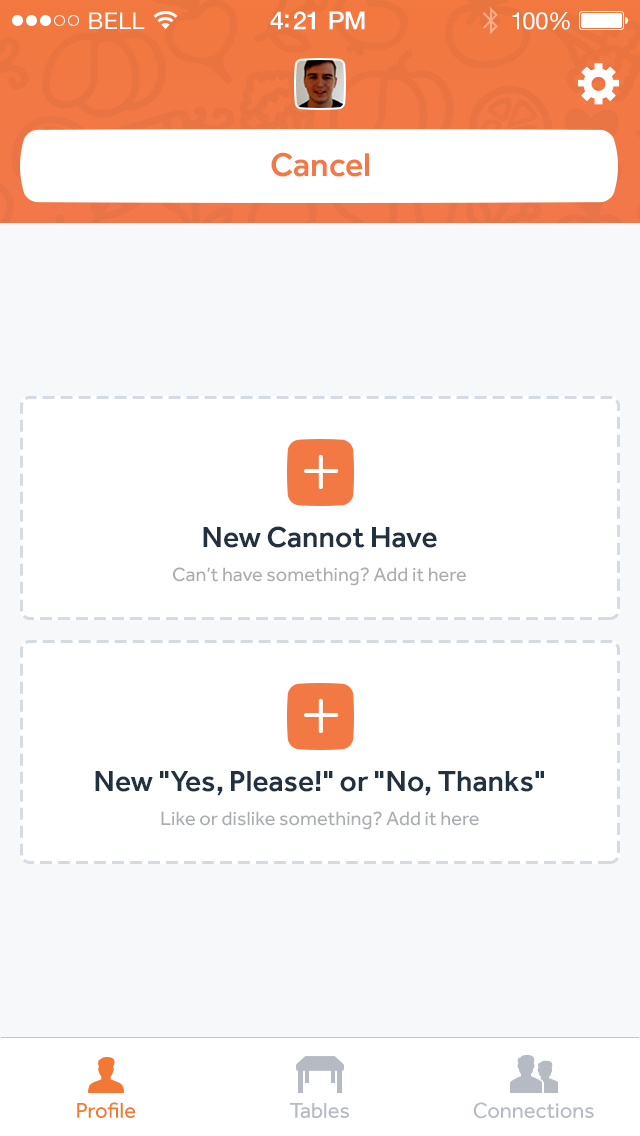 BELL 4:21 PM 100%
Cancel
New Cannot Have
Can't have something? Add it here
New "Yes, Please!" or "No, Thanks"
Like or dislike something? Add it here
Profile Tables Connections